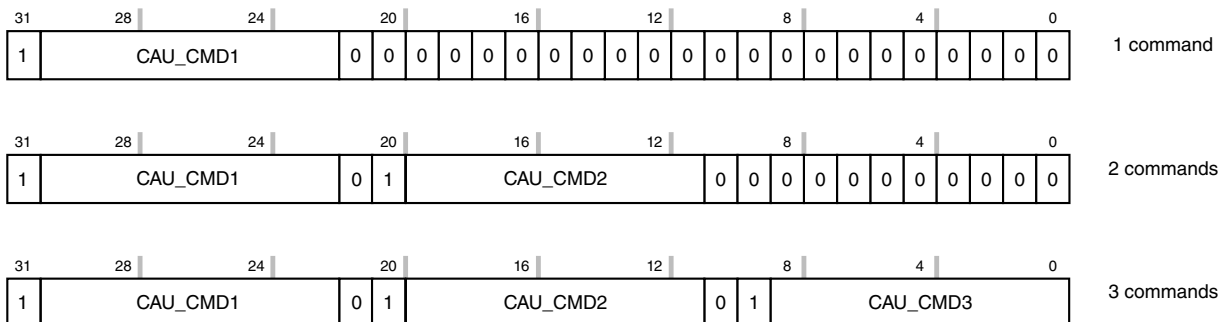 31 28 24 20 16 12 8 4 0
1 CAU_CMD1 0 0 0 0 0 0 0 0 0 0 0 0 0 0 0 0 0 0 0 0 0 0 1 command
31 28 24 20 16 12 8 4 0
1 CAU_CMD1 0 1 CAU_CMD2 0 0 0 0 0 0 0 0 0 0 0 2 commands
31 28 24 20 16 12 8 4 0
1 CAU_CMD1 0 1 CAU_CMD2 0 1 CAU_CMD3 3 commands